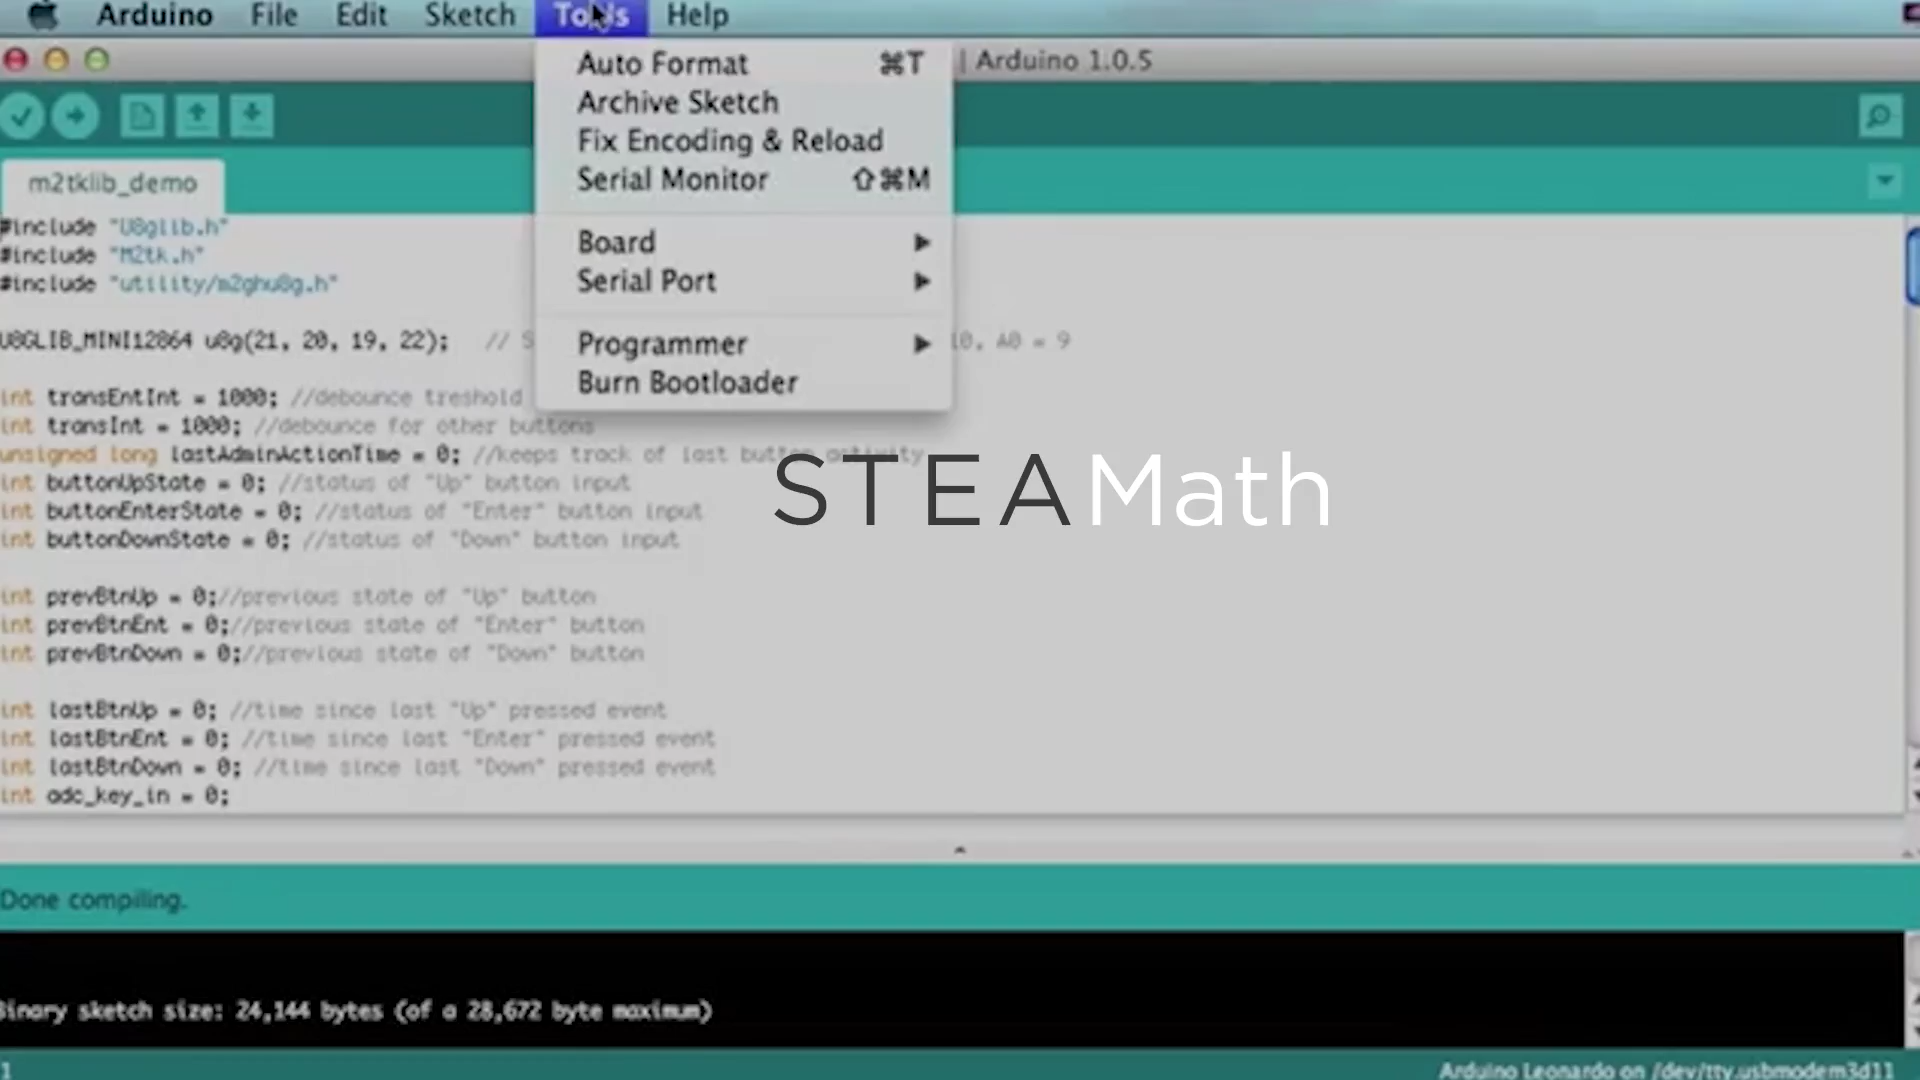 Arduino File Edit Sketch Tools Help
| Arduino 1.0.5
Auto Format ⌘T
Archive Sketch
Fix Encoding & Reload
Serial Monitor ⇧⌘M
Board
Serial Port
Programmer
Burn Bootloader
m2tklib_demo
#include "U8glib.h"
#include "M2tk.h"
#include "utility/m2ghu8g.h"
U8GLIB_MINI12864 u8g(21, 20, 19, 22); // S 10, A0 = 9
int transEntInt = 1000; //debounce treshold
int transInt = 1000; //debounce for other buttons
unsigned long lastAdminActionTime = 0; //keeps track of last button activity
int buttonUpState = 0; //status of "Up" button input
int buttonEnterState = 0; //status of "Enter" button input
int buttonDownState = 0; //status of "Down" button input
STEAMath
int prevBtnUp = 0;//previous state of "Up" button
int prevBtnEnt = 0;//previous state of "Enter" button
int prevBtnDown = 0;//previous state of "Down" button
int lastBtnUp = 0; //time since last "Up" pressed event
int lastBtnEnt = 0; //time since last "Enter" pressed event
int lastBtnDown = 0; //time since last "Down" pressed event
int adc_key_in = 0;
Done compiling.
Binary sketch size: 24,144 bytes (of a 28,672 byte maximum)
1 Arduino Leonardo on /dev/tty.usbmodem3d11